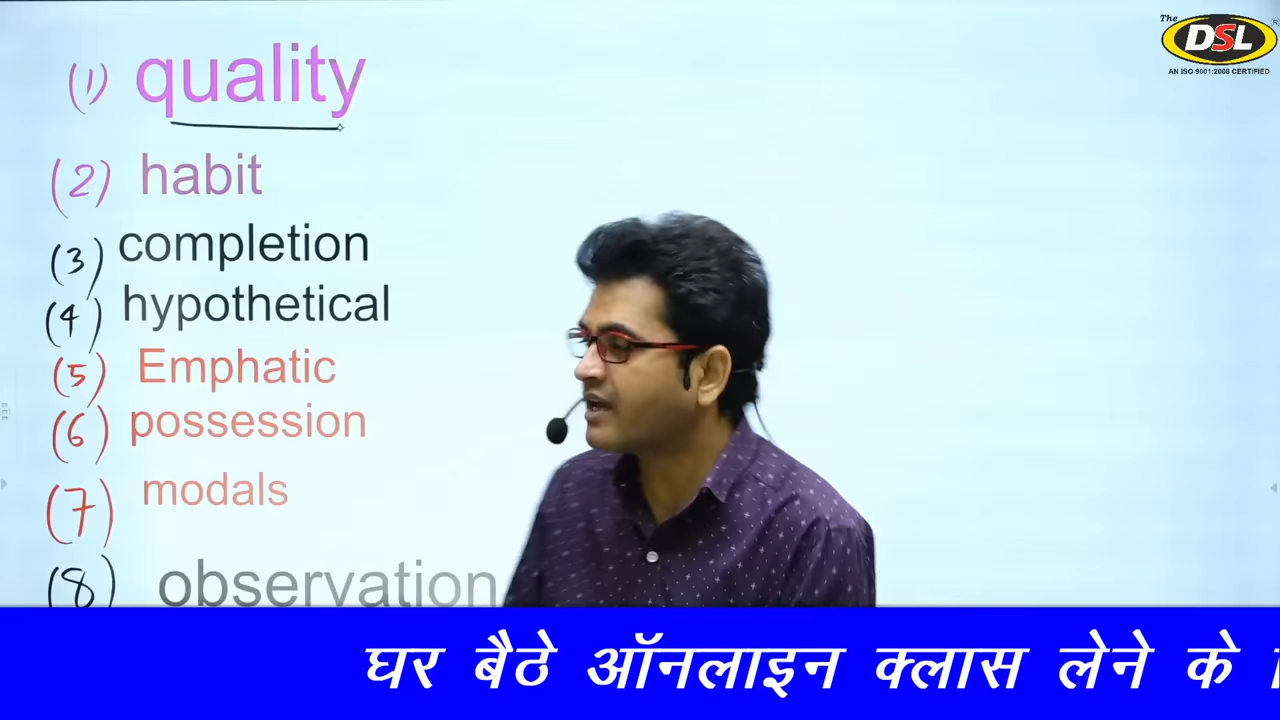 The
DSL
®
AN ISO 9001:2008 CERTIFIED
(1) quality
(2) habit
(3) completion
(4) hypothetical
(5) Emphatic
(6) possession
(7) modals
(8) observation
घर बैठे ऑनलाइन क्लास लेने के